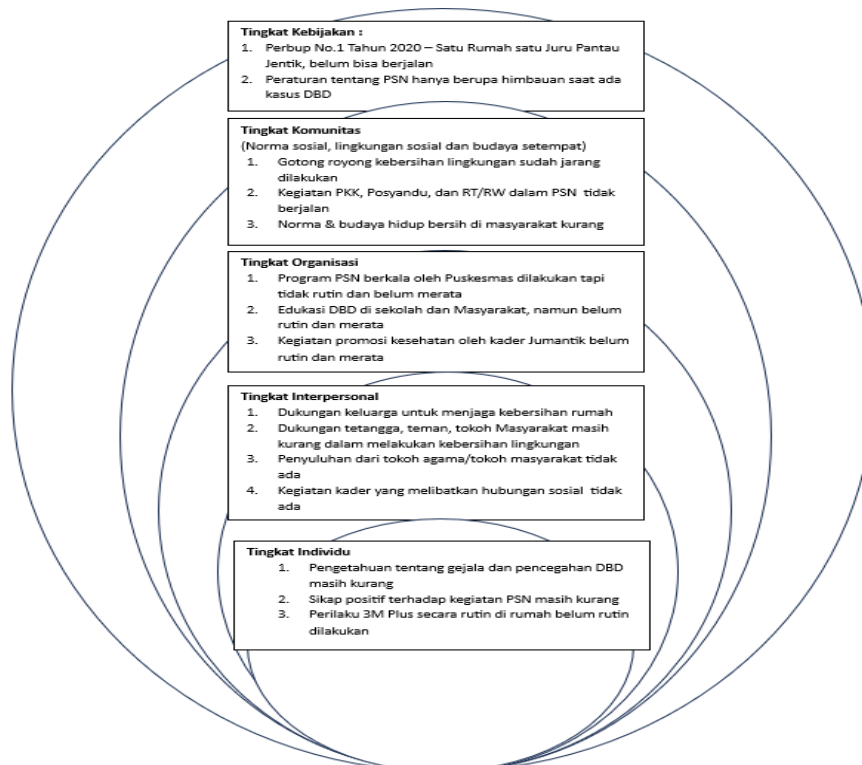 Tingkat Kebijakan :
1. Perbup No.1 Tahun 2020 – Satu Rumah satu Juru Pantau
Jentik, belum bisa berjalan
2. Peraturan tentang PSN hanya berupa himbauan saat ada
kasus DBD
Tingkat Komunitas
(Norma sosial, lingkungan sosial dan budaya setempat)
1. Gotong royong kebersihan lingkungan sudah jarang
dilakukan
2. Kegiatan PKK, Posyandu, dan RT/RW dalam PSN tidak
berjalan
3. Norma & budaya hidup bersih di masyarakat kurang
Tingkat Organisasi
1. Program PSN berkala oleh Puskesmas dilakukan tapi
tidak rutin dan belum merata
2. Edukasi DBD di sekolah dan Masyarakat, namun belum
rutin dan merata
3. Kegiatan promosi kesehatan oleh kader Jumantik belum
rutin dan merata
Tingkat Interpersonal
1. Dukungan keluarga untuk menjaga kebersihan rumah
2. Dukungan tetangga, teman, tokoh Masyarakat masih
kurang dalam melakukan kebersihan lingkungan
3. Penyuluhan dari tokoh agama/tokoh masyarakat tidak
ada
4. Kegiatan kader yang melibatkan hubungan sosial tidak
ada
Tingkat Individu
1. Pengetahuan tentang gejala dan pencegahan DBD
masih kurang
2. Sikap positif terhadap kegiatan PSN masih kurang
3. Perilaku 3M Plus secara rutin di rumah belum rutin
dilakukan